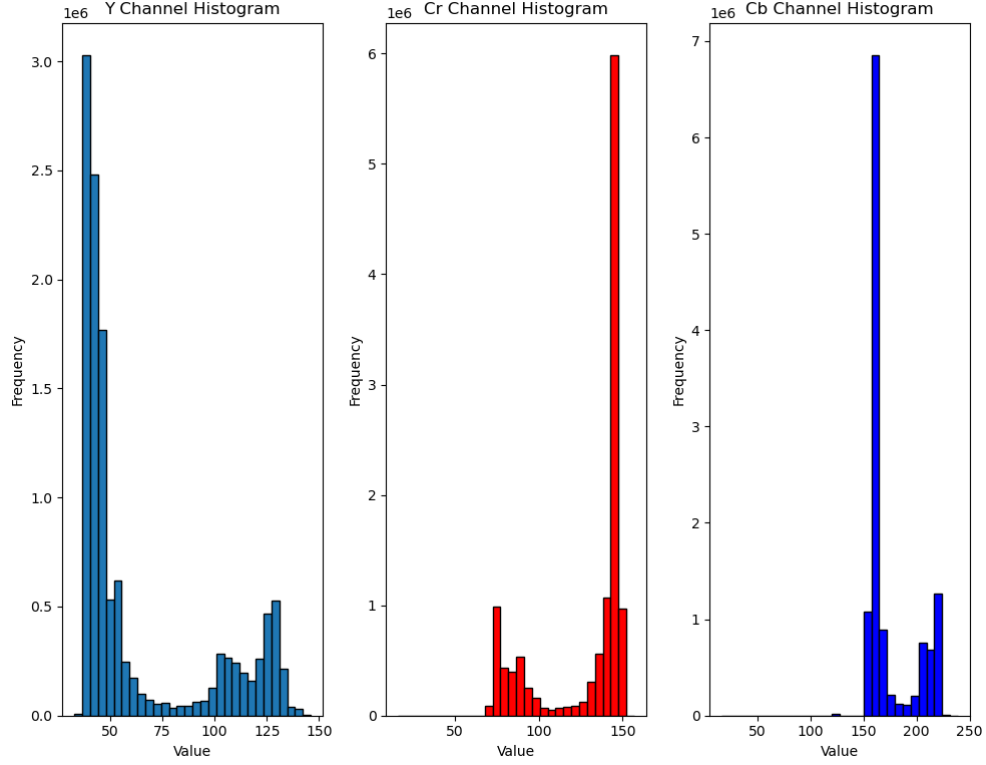 Y Channel Histogram
1e6
Frequency
3.0
2.5
2.0
1.5
1.0
0.5
0.0
50
75
100
125
150
Value
Cr Channel Histogram
1e6
Frequency
6
5
4
3
2
1
0
50
100
150
Value
Cb Channel Histogram
1e6
Frequency
7
6
5
4
3
2
1
0
50
100
150
200
250
Value